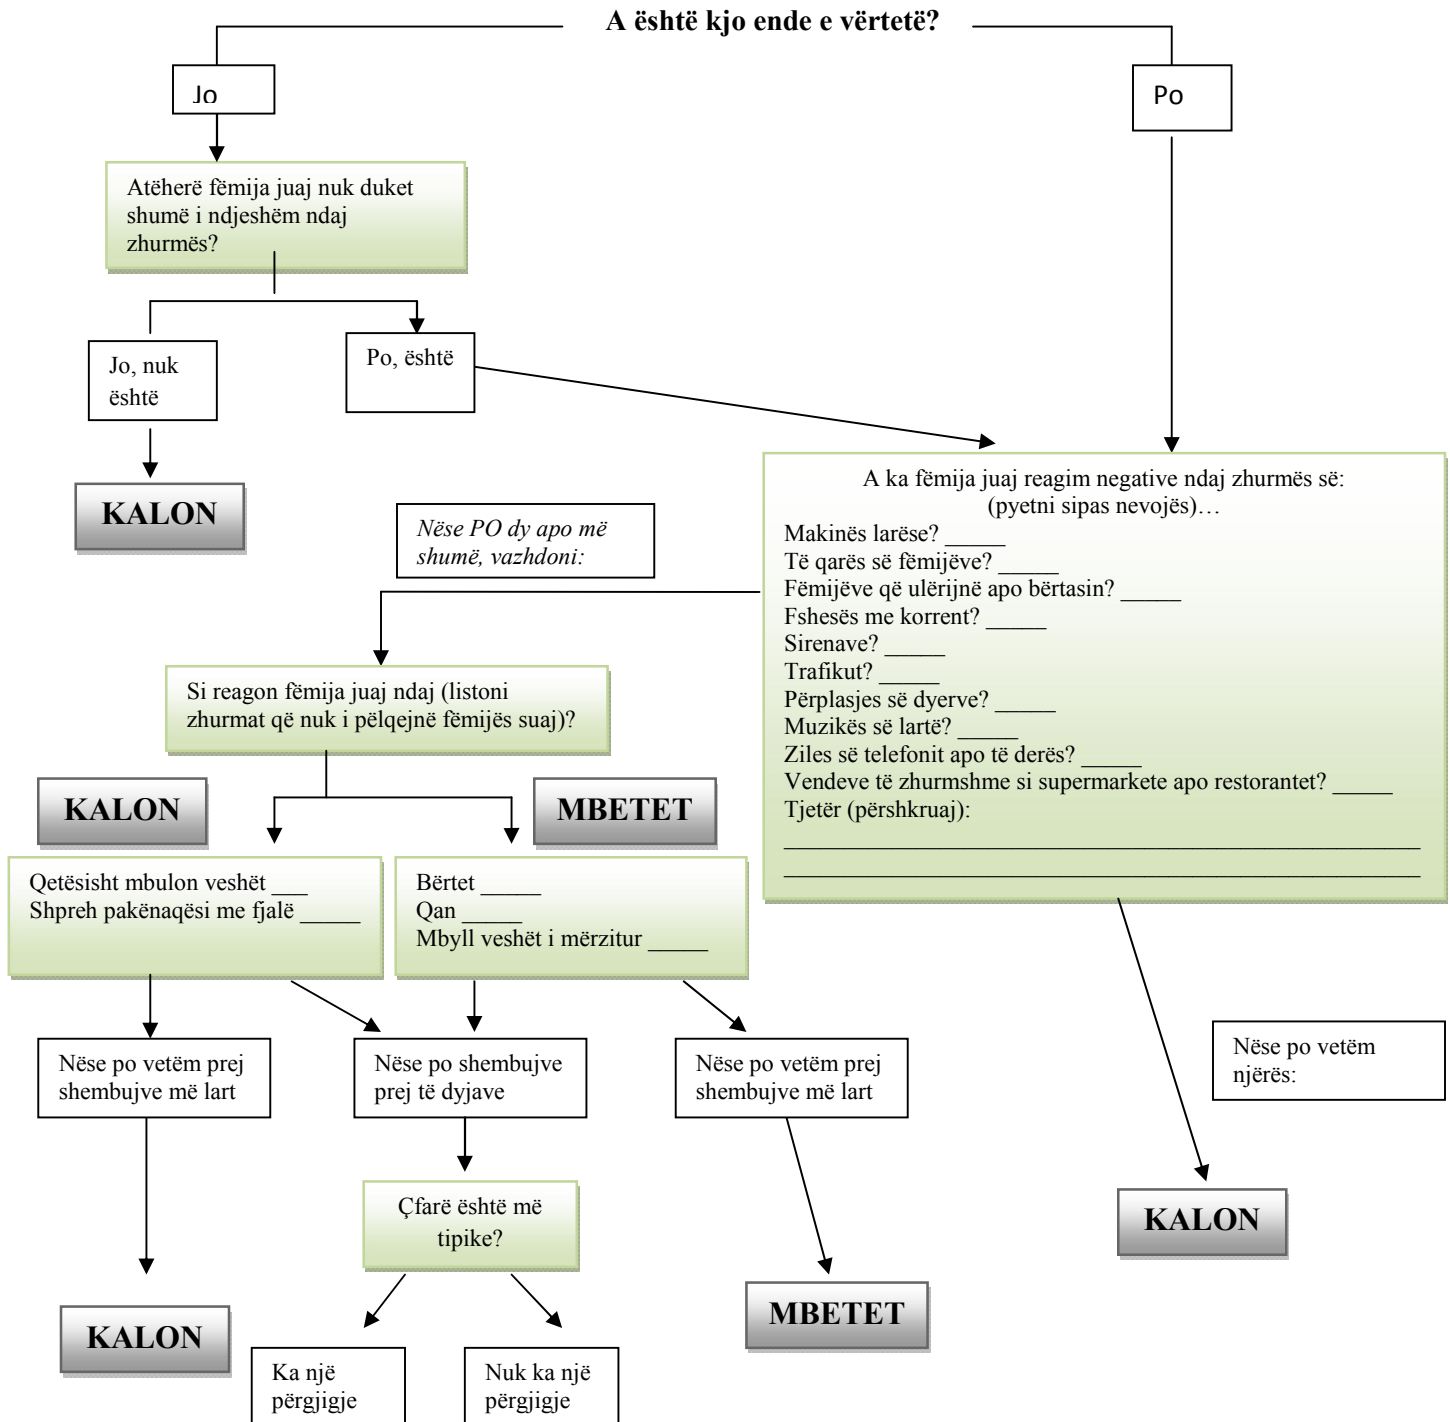 A është kjo ende e vërtetë?
Jo
Po
Atëherë fëmija juaj nuk duket
shumë i ndjeshëm ndaj
zhurmës?
Jo, nuk
është
Po, është
KALON
A ka fëmija juaj reagim negative ndaj zhurmës së:
(pyetni sipas nevojës)…
Makinës larëse? _____
Të qarës së fëmijëve? _____
Fëmijëve që ulërijnë apo bërtasin? _____
Fshesës me korrent? _____
Sirenave? _____
Trafikut? _____
Përplasjes së dyerve? _____
Muzikës së lartë? _____
Ziles së telefonit apo të derës? _____
Vendeve të zhurmshme si supermarkete apo restorantet? _____
Tjetër (përshkruaj):
_____________________________________________________
_____________________________________________________
Nëse PO dy apo më
shumë, vazhdoni:
Si reagon fëmija juaj ndaj (listoni
zhurmat që nuk i pëlqejnë fëmijës suaj)?
KALON
MBETET
Qetësisht mbulon veshët ___
Shpreh pakënaqësi me fjalë _____
Bërtet _____
Qan _____
Mbyll veshët i mërzitur _____
Nëse po vetëm prej
shembujve më lart
Nëse po shembujve
prej të dyjave
Nëse po vetëm prej
shembujve më lart
Nëse po vetëm
njërës:
Çfarë është më
tipike?
KALON
MBETET
KALON
Ka një
përgjigje
Nuk ka një
përgjigje